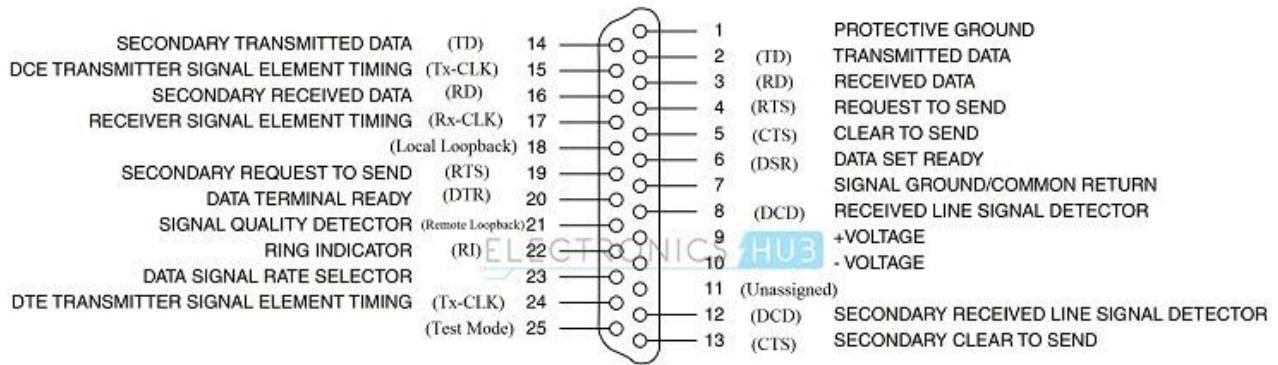 SECONDARY TRANSMITTED DATA (TD) 14
DCE TRANSMITTER SIGNAL ELEMENT TIMING (Tx-CLK) 15
SECONDARY RECEIVED DATA (RD) 16
RECEIVER SIGNAL ELEMENT TIMING (Rx-CLK) 17
(Local Loopback) 18
SECONDARY REQUEST TO SEND (RTS) 19
DATA TERMINAL READY (DTR) 20
SIGNAL QUALITY DETECTOR (Remote Loopback) 21
RING INDICATOR (RI) 22
DATA SIGNAL RATE SELECTOR 23
DTE TRANSMITTER SIGNAL ELEMENT TIMING (Tx-CLK) 24
(Test Mode) 25
1 PROTECTIVE GROUND
2 (TD) TRANSMITTED DATA
3 (RD) RECEIVED DATA
4 (RTS) REQUEST TO SEND
5 (CTS) CLEAR TO SEND
6 (DSR) DATA SET READY
7 SIGNAL GROUND/COMMON RETURN
8 (DCD) RECEIVED LINE SIGNAL DETECTOR
9 +VOLTAGE
10 - VOLTAGE
11 (Unassigned)
12 (DCD) SECONDARY RECEIVED LINE SIGNAL DETECTOR
13 (CTS) SECONDARY CLEAR TO SEND
ELECTRONICS HUB